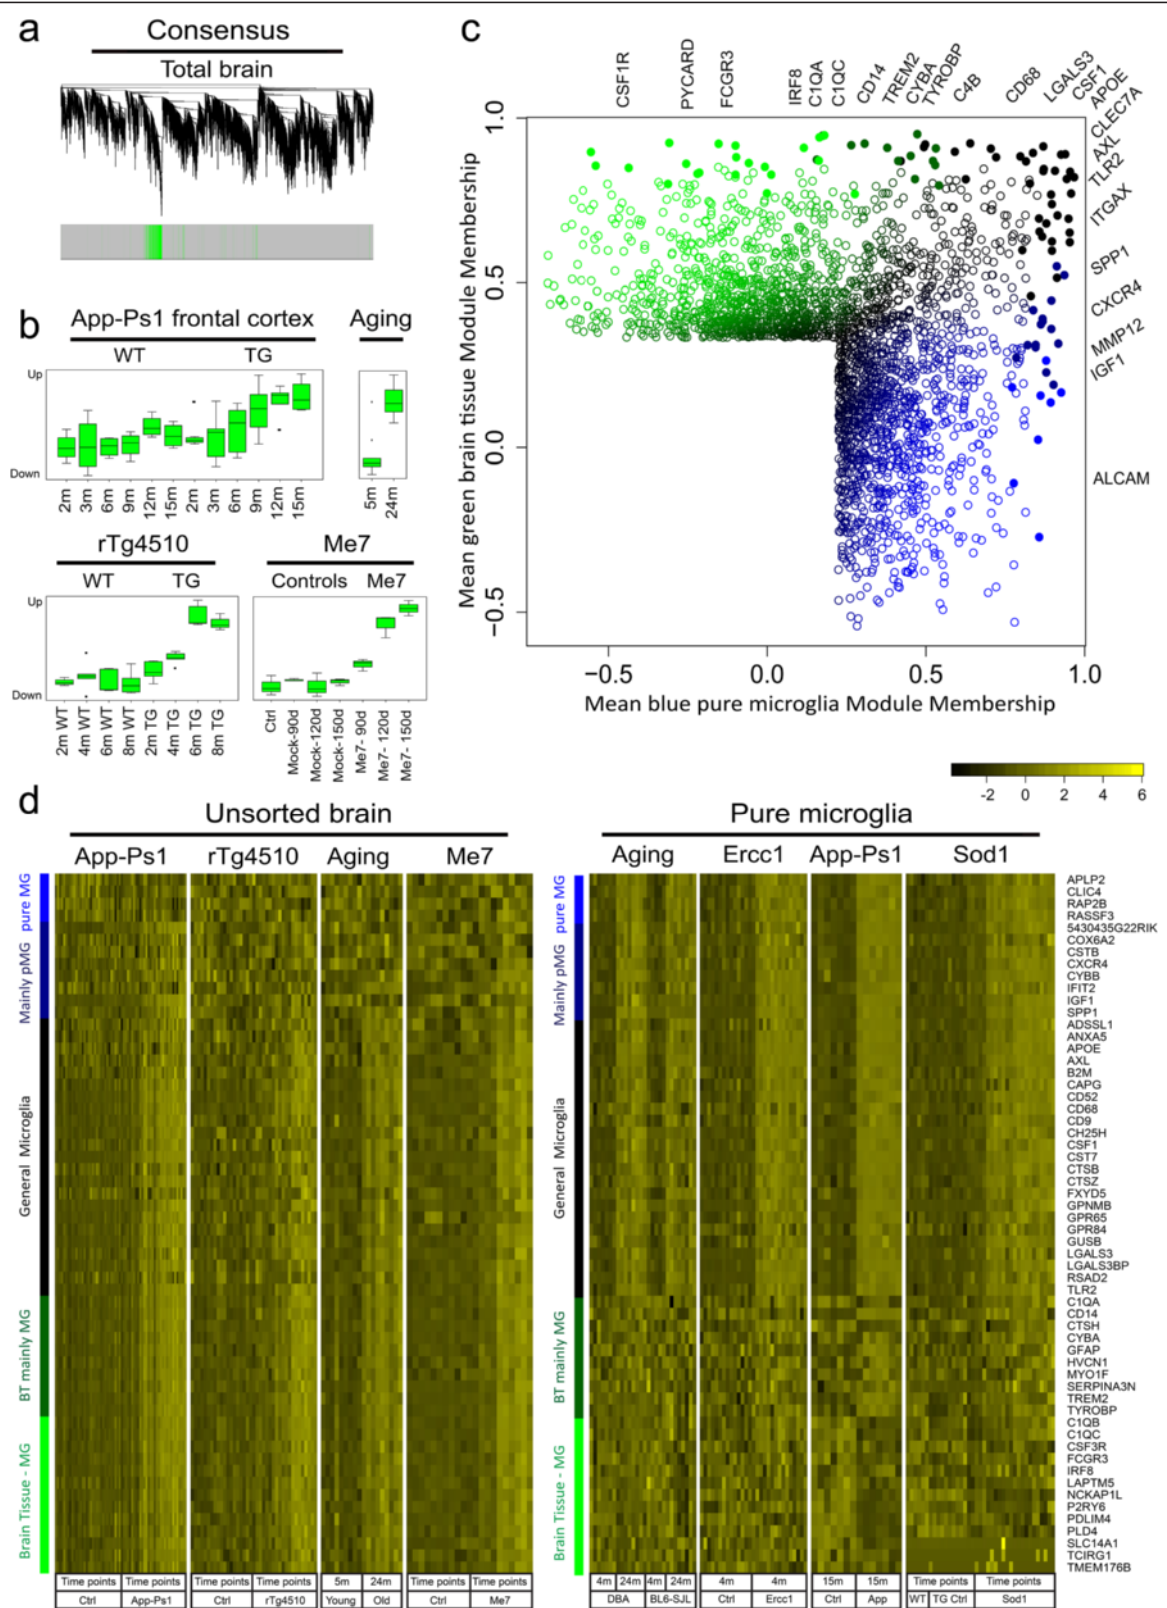 a
Consensus
Total brain
b
App-Ps1 frontal cortex
Aging
WT
TG
Up
Down
2m
3m
6m
9m
12m
15m
2m
3m
6m
9m
12m
15m
5m
24m
rTg4510
Me7
WT
TG
Controls
Me7
Up
Down
2m WT
4m WT
6m WT
8m WT
2m TG
4m TG
6m TG
8m TG
Ctrl
Mock-90d
Mock-120d
Mock-150d
Me7- 90d
Me7- 120d
Me7- 150d
c
CSF1R
PYCARD
FCGR3
IRF8
C1QA
C1QC
CD14
TREM2
CYBA
TYROBP
C4B
CD68
LGALS3
CSF1
APOE
CLEC7A
AXL
TLR2
ITGAX
SPP1
CXCR4
MMP12
IGF1
ALCAM
Mean green brain tissue Module Membership
1.0
0.5
0.0
−0.5
−0.5
0.0
0.5
1.0
Mean blue pure microglia Module Membership
-2
0
2
4
6
d
Unsorted brain
Pure microglia
App-Ps1
rTg4510
Aging
Me7
Aging
Ercc1
App-Ps1
Sod1
pure MG
Mainly pMG
General Microglia
BT mainly MG
Brain Tissue - MG
pure MG
Mainly pMG
General Microglia
BT mainly MG
Brain Tissue - MG
APLP2
CLIC4
RAP2B
RASSF3
5430435G22RIK
COX6A2
CSTB
CXCR4
CYBB
IFIT2
IGF1
SPP1
ADSSL1
ANXA5
APOE
AXL
B2M
CAPG
CD52
CD68
CD9
CH25H
CSF1
CST7
CTSB
CTSZ
FXYD5
GPNMB
GPR65
GPR84
GUSB
LGALS3
LGALS3BP
RSAD2
TLR2
C1QA
CD14
CTSH
CYBA
GFAP
HVCN1
MYO1F
SERPINA3N
TREM2
TYROBP
C1QB
C1QC
CSF3R
FCGR3
IRF8
LAPTM5
NCKAP1L
P2RY6
PDLIM4
PLD4
SLC14A1
TCIRG1
TMEM176B
Time points Time points
Ctrl App-Ps1
Time points Time points
Ctrl rTg4510
5m 24m
Young Old
Time points Time points
Ctrl Me7
4m 24m 4m 24m
DBA BL6-SJL
4m 4m
Ctrl Ercc1
15m 15m
Ctrl App
Time points Time points
WT TG Ctrl Sod1